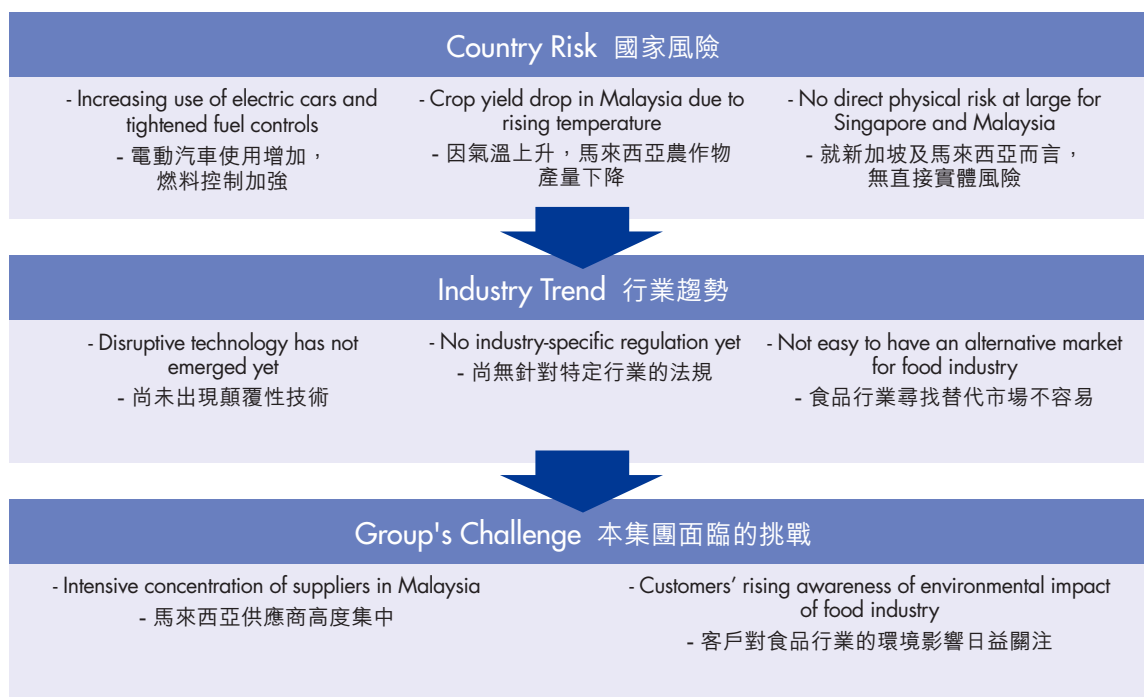 Country Risk 國家風險
- Increasing use of electric cars and
tightened fuel controls
- 電動汽車使用增加，
燃料控制加強
- Crop yield drop in Malaysia due to
rising temperature
- 因氣溫上升，馬來西亞農作物
產量下降
- No direct physical risk at large for
Singapore and Malaysia
- 就新加坡及馬來西亞而言，
無直接實體風險
Industry Trend 行業趨勢
- Disruptive technology has not
emerged yet
- 尚未出現顛覆性技術
- No industry-specific regulation yet
- 尚無針對特定行業的法規
- Not easy to have an alternative market
for food industry
- 食品行業尋找替代市場不容易
Group's Challenge 本集團面臨的挑戰
- Intensive concentration of suppliers in Malaysia
- 馬來西亞供應商高度集中
- Customers’ rising awareness of environmental impact
of food industry
- 客戶對食品行業的環境影響日益關注